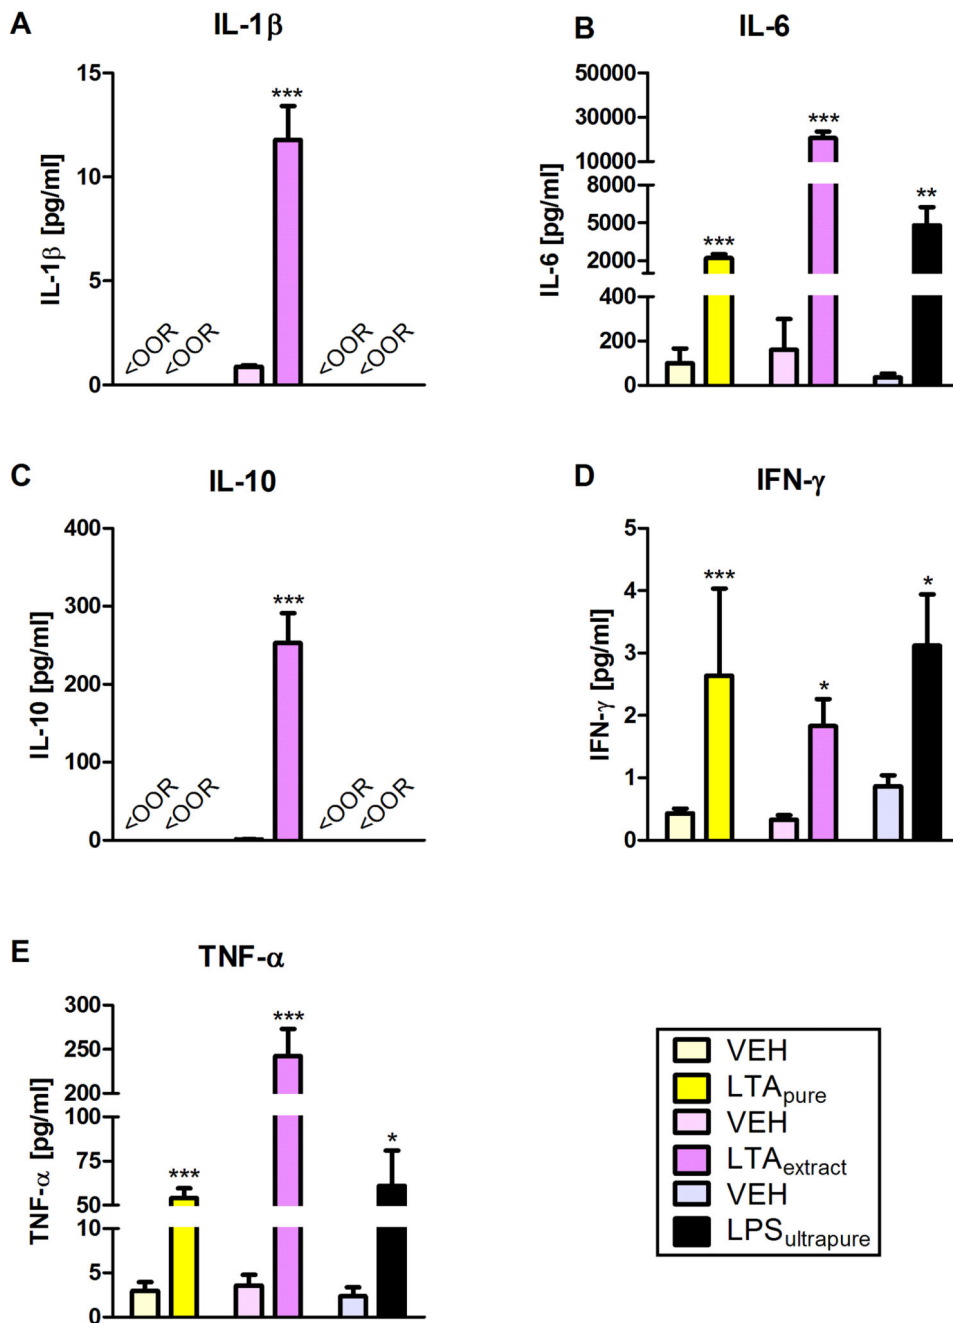 A
IL-1β
IL-1β [pg/ml]
15
10
5
0
<OOR
<OOR
***
<OOR
<OOR
B
IL-6
IL-6 [pg/ml]
50000
30000
10000
8000
5000
2000
400
200
0
***
***
**
C
IL-10
IL-10 [pg/ml]
400
300
200
100
0
<OOR
<OOR
***
<OOR
<OOR
D
IFN-γ
IFN-γ [pg/ml]
5
4
3
2
1
0
***
*
*
E
TNF-α
TNF-α [pg/ml]
300
250
200
100
75
50
10
5
0
***
***
*
VEH
LTApure
VEH
LTAextract
VEH
LPSultrapure